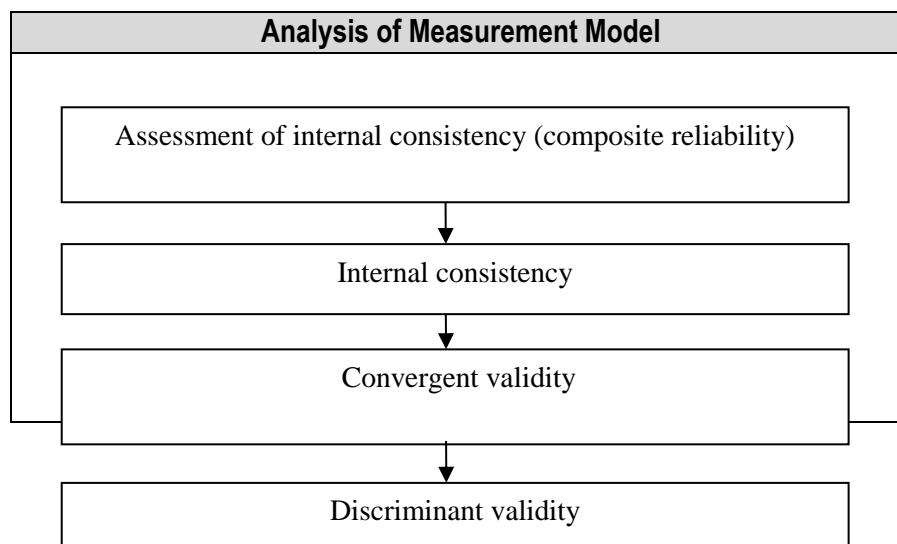 Analysis of Measurement Model
Assessment of internal consistency (composite reliability)
Internal consistency
Convergent validity
Discriminant validity